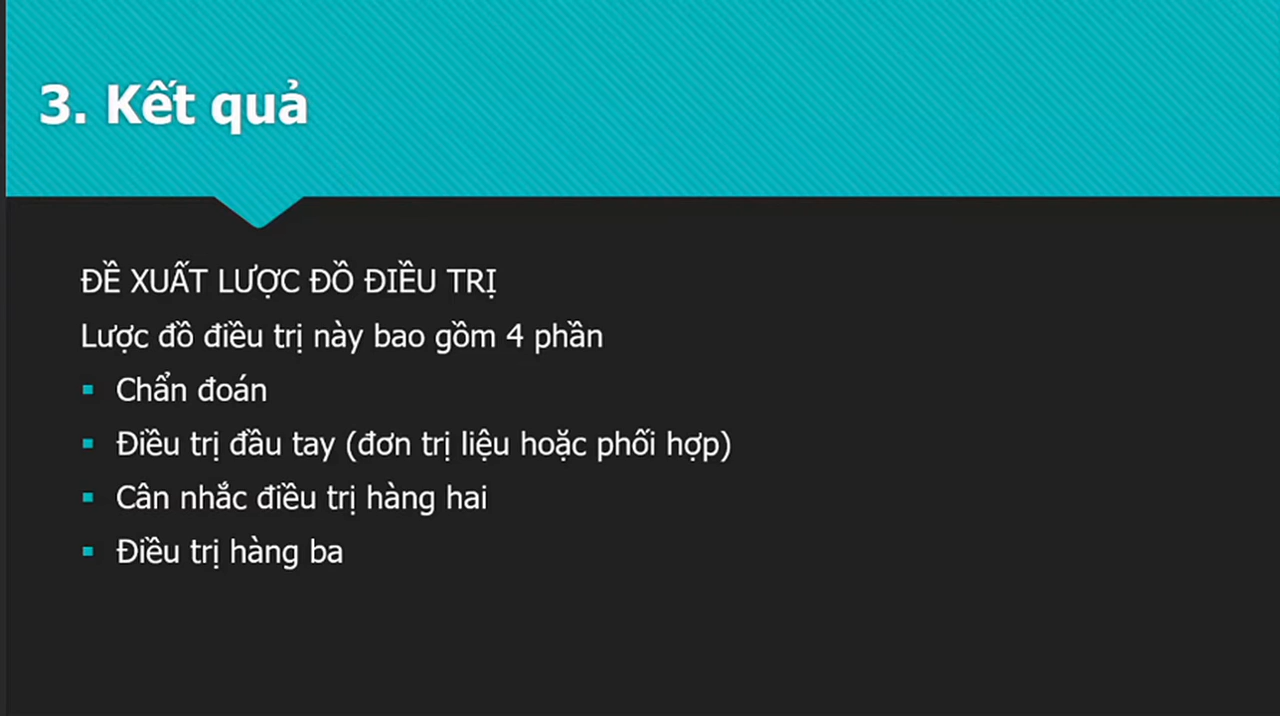 3. Kết quả
ĐỀ XUẤT LƯỢC ĐỒ ĐIỀU TRỊ
Lược đồ điều trị này bao gồm 4 phần
▪ Chẩn đoán
▪ Điều trị đầu tay (đơn trị liệu hoặc phối hợp)
▪ Cân nhắc điều trị hàng hai
▪ Điều trị hàng ba